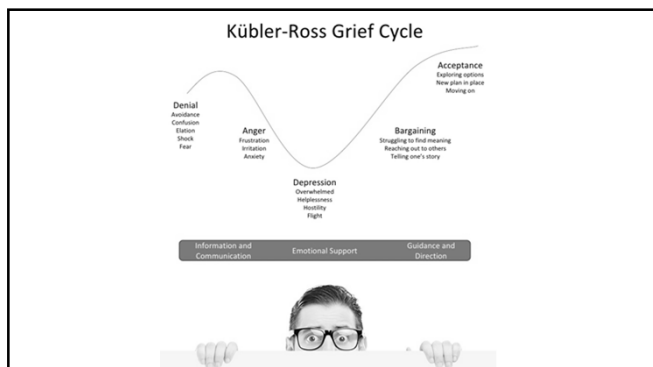 Kübler-Ross Grief Cycle
Denial
Avoidance
Confusion
Elation
Shock
Fear
Anger
Frustration
Irritation
Anxiety
Depression
Overwhelmed
Helplessness
Hostility
Flight
Bargaining
Struggling to find meaning
Reaching out to others
Telling one's story
Acceptance
Exploring options
New plan in place
Moving on
Information and
Communication
Emotional Support
Guidance and
Direction